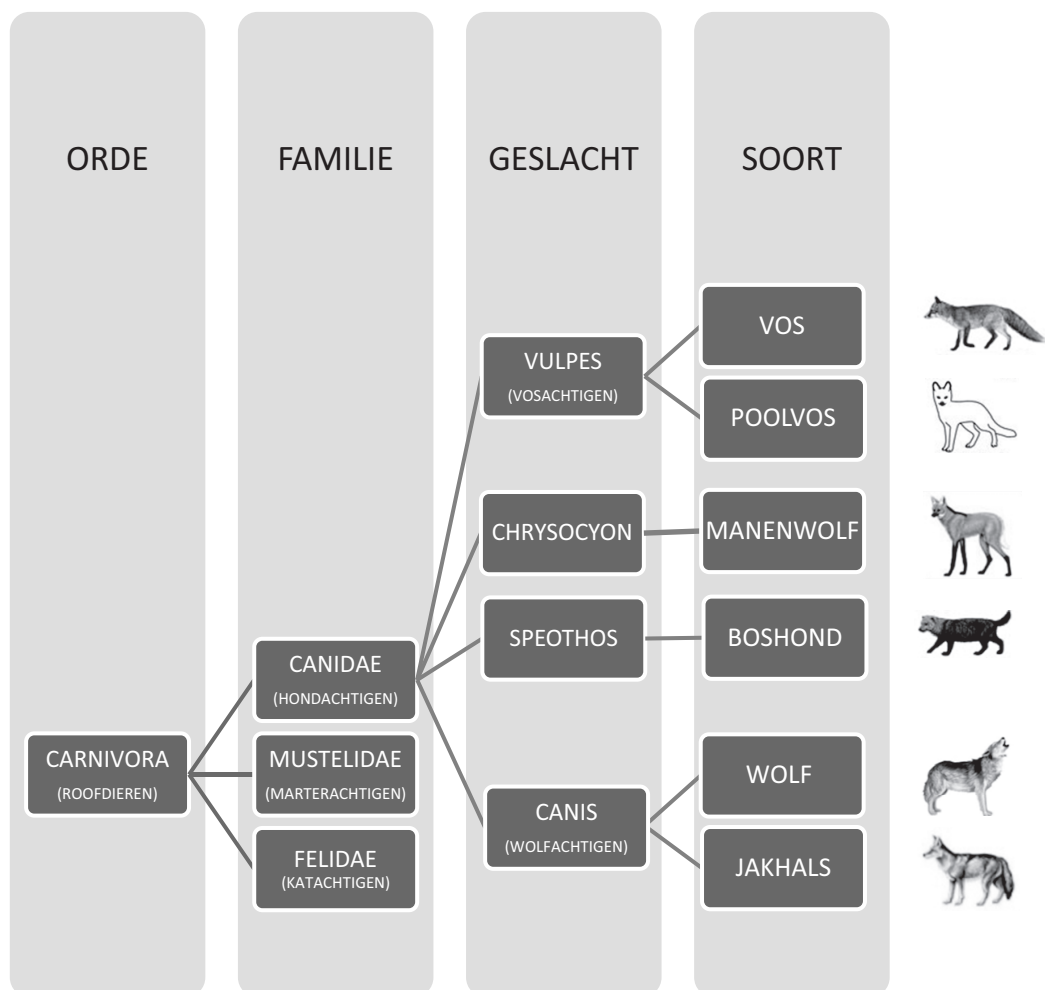 ORDE
FAMILIE
GESLACHT
SOORT
VOS
VULPES
(VOSACHTIGEN)
POOLVOS
CHRYSOCYON
MANENWOLF
SPEOTHOS
BOSHOND
CANIDAE
(HONDACHTIGEN)
CARNIVORA
(ROOFDIEREN)
MUSTELIDAE
(MARTERACHTIGEN)
WOLF
CANIS
(WOLFACHTIGEN)
FELIDAE
(KATACHTIGEN)
JAKHALS